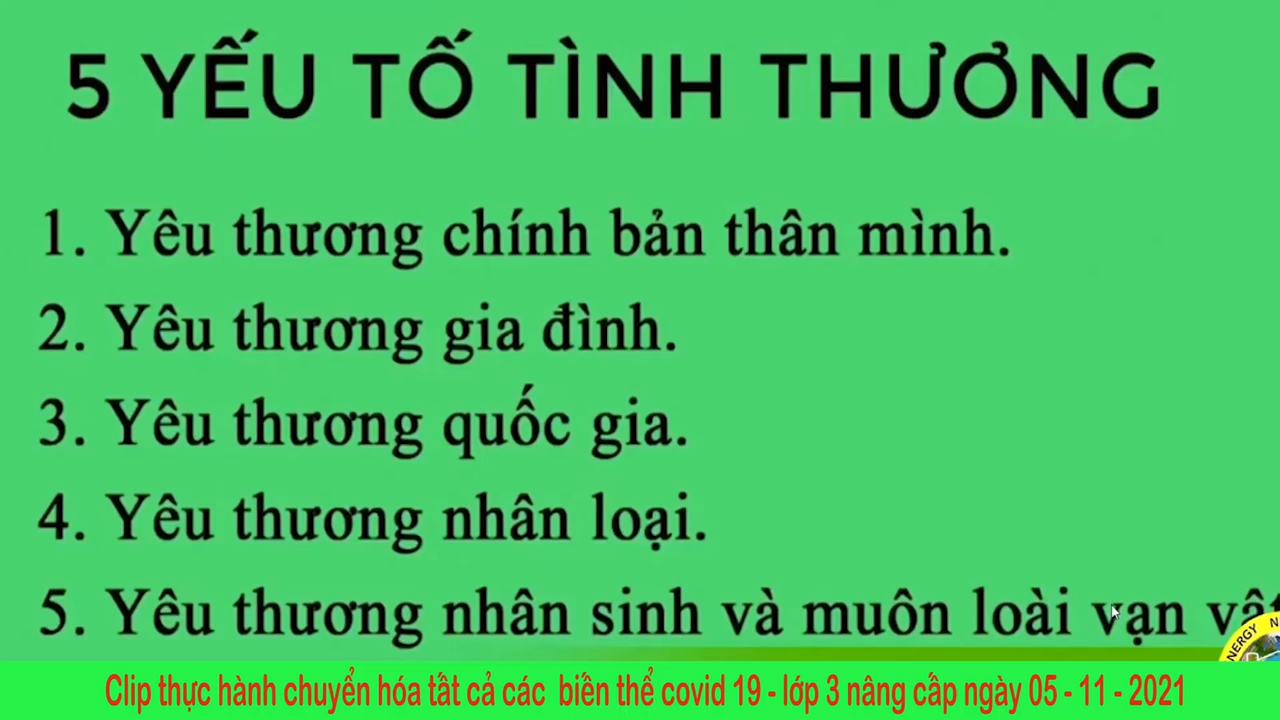 5 YẾU TỐ TÌNH THƯƠNG
1. Yêu thương chính bản thân mình.
2. Yêu thương gia đình.
3. Yêu thương quốc gia.
4. Yêu thương nhân loại.
5. Yêu thương nhân sinh và muôn loài vạn
NERGY N
Clip thực hành chuyển hóa tất cả các biền thể covid 19 - lớp 3 nâng cấp ngày 05 - 11 - 2021